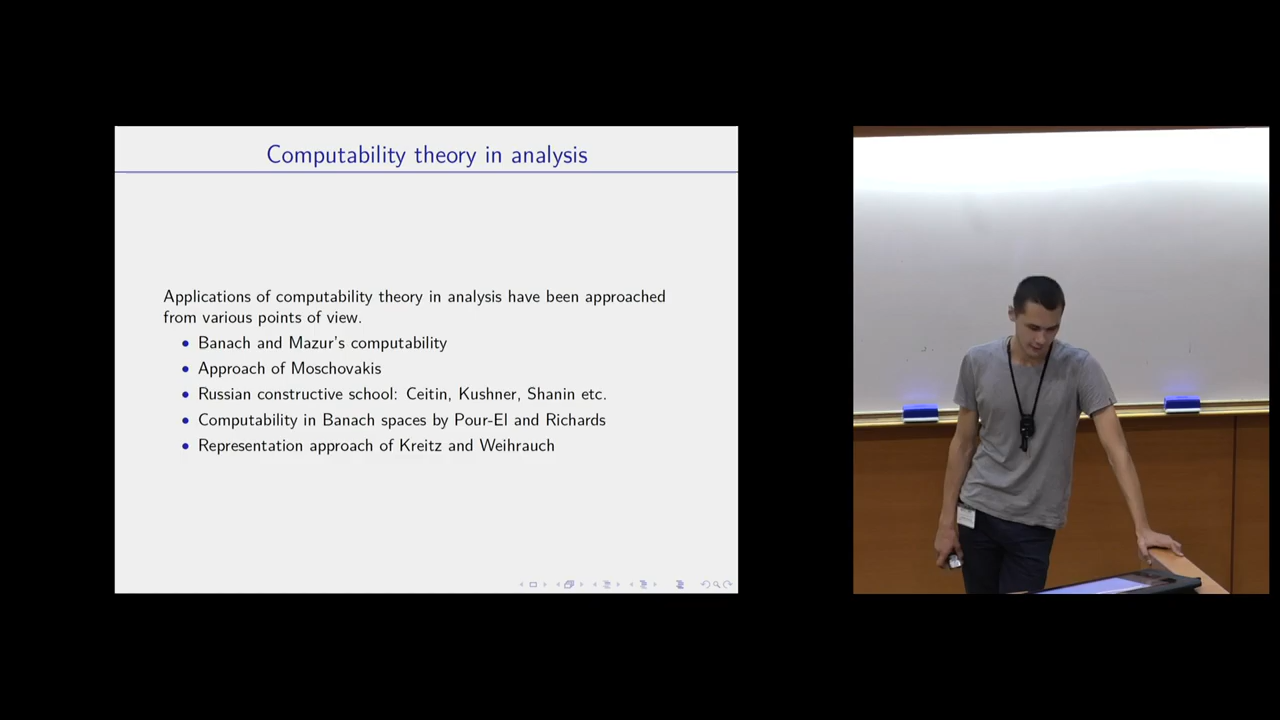 Computability theory in analysis
Applications of computability theory in analysis have been approached
from various points of view.
• Banach and Mazur's computability
• Approach of Moschovakis
• Russian constructive school: Ceitin, Kushner, Shanin etc.
• Computability in Banach spaces by Pour-El and Richards
• Representation approach of Kreitz and Weihrauch